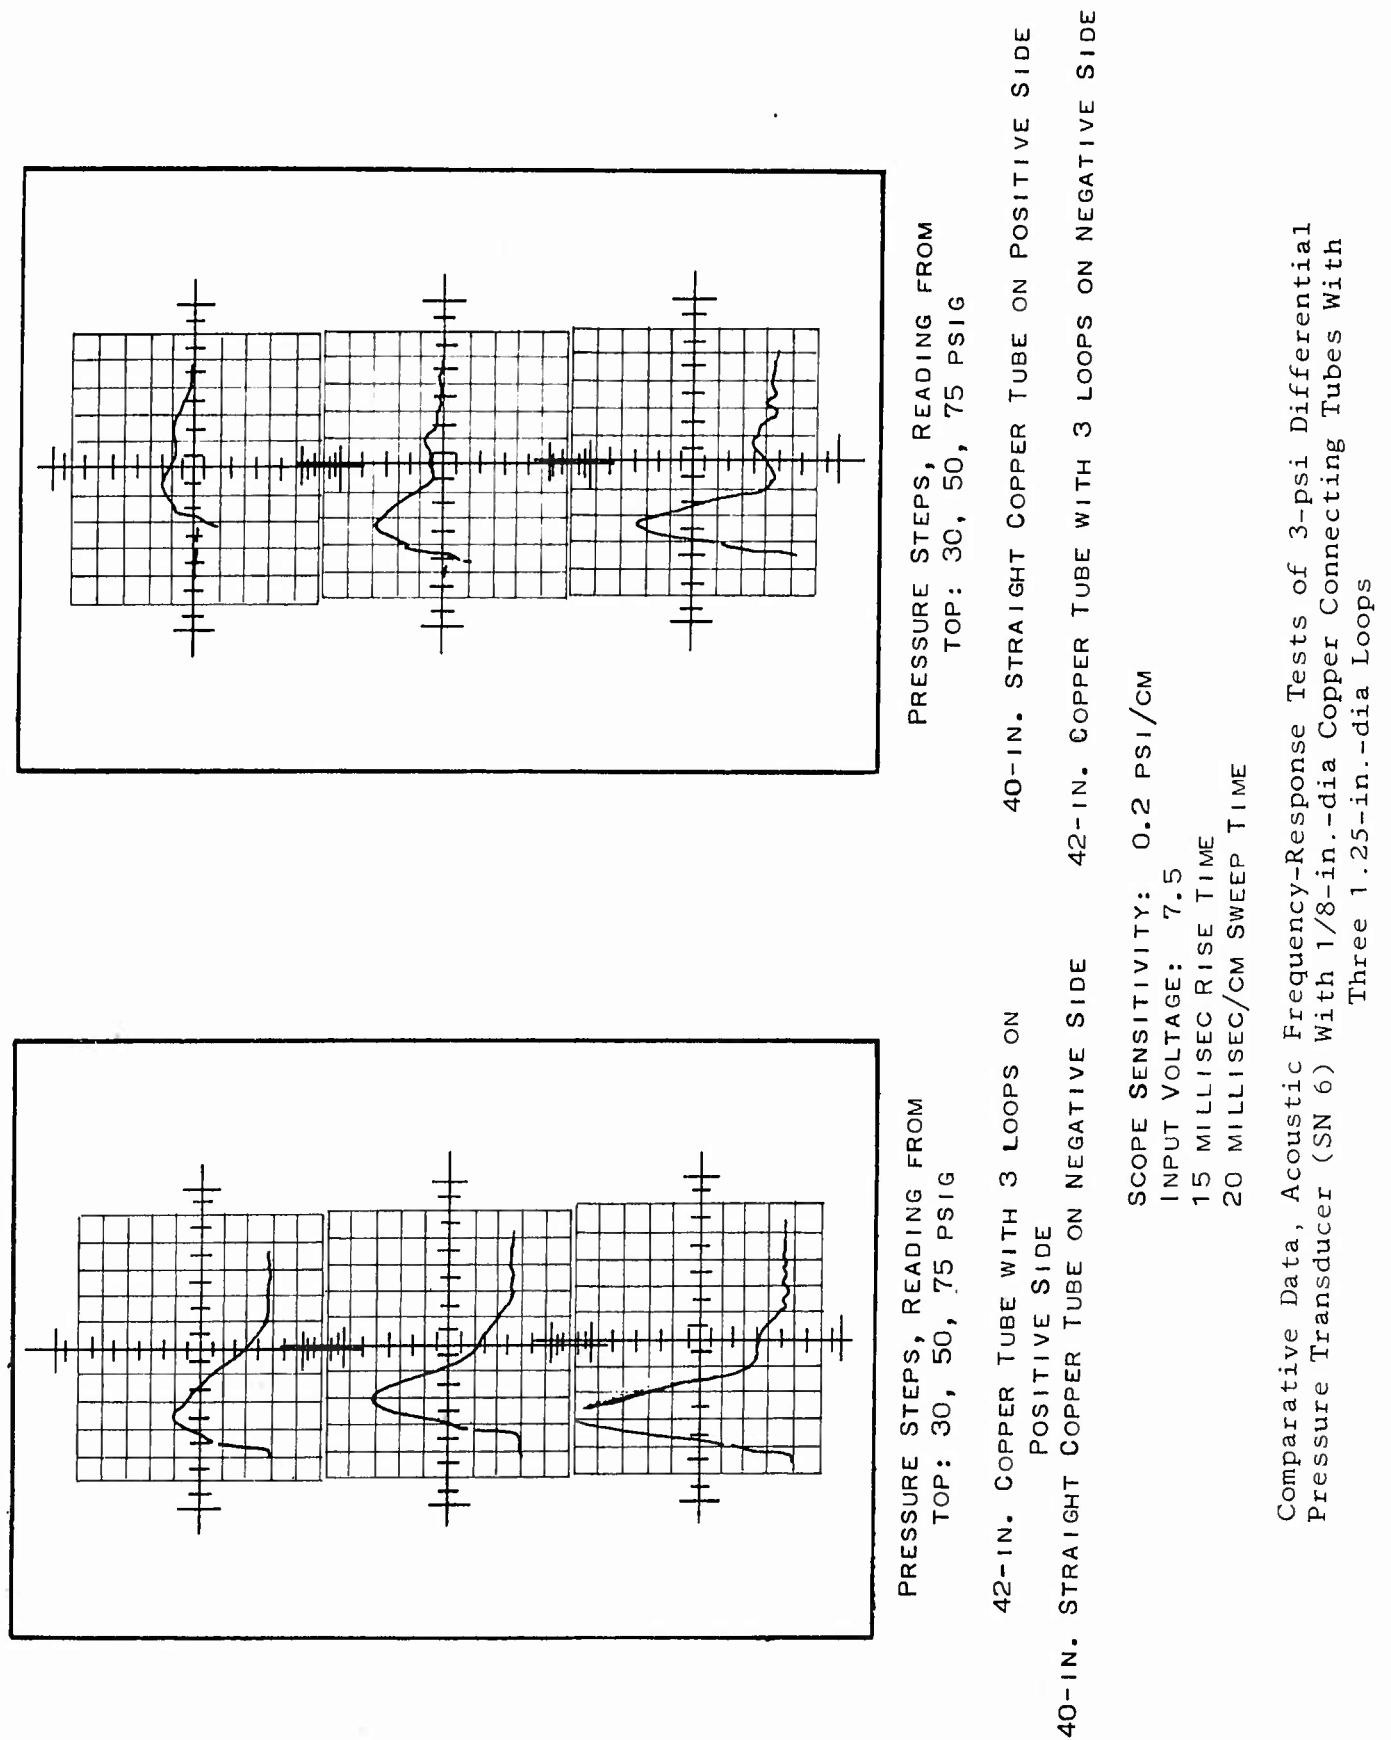 PRESSURE STEPS, READING FROM
TOP: 30, 50, 75 PSIG
42-IN. COPPER TUBE WITH 3 LOOPS ON
POSITIVE SIDE
40-IN. STRAIGHT COPPER TUBE ON NEGATIVE SIDE
PRESSURE STEPS, READING FROM
TOP: 30, 50, 75 PSIG
40-IN. STRAIGHT COPPER TUBE ON POSITIVE SIDE
42-IN. COPPER TUBE WITH 3 LOOPS ON NEGATIVE SIDE
SCOPE SENSITIVITY: 0.2 PSI/CM
INPUT VOLTAGE: 7.5
15 MILLISEC RISE TIME
20 MILLISEC/CM SWEEP TIME
Comparative Data, Acoustic Frequency-Response Tests of 3-psi Differential
Pressure Transducer (SN 6) With 1/8-in.-dia Copper Connecting Tubes With
Three 1.25-in.-dia Loops